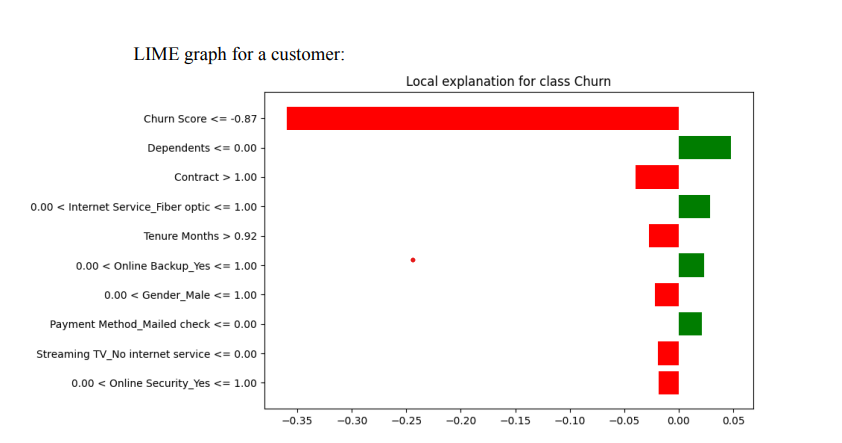 LIME graph for a customer:
Local explanation for class Churn
Churn Score <= -0.87
Dependents <= 0.00
Contract > 1.00
0.00 < Internet Service_Fiber optic <= 1.00
Tenure Months > 0.92
0.00 < Online Backup_Yes <= 1.00
0.00 < Gender_Male <= 1.00
Payment Method_Mailed check <= 0.00
Streaming TV_No internet service <= 0.00
0.00 < Online Security_Yes <= 1.00
−0.35 −0.30 −0.25 −0.20 −0.15 −0.10 −0.05 0.00 0.05